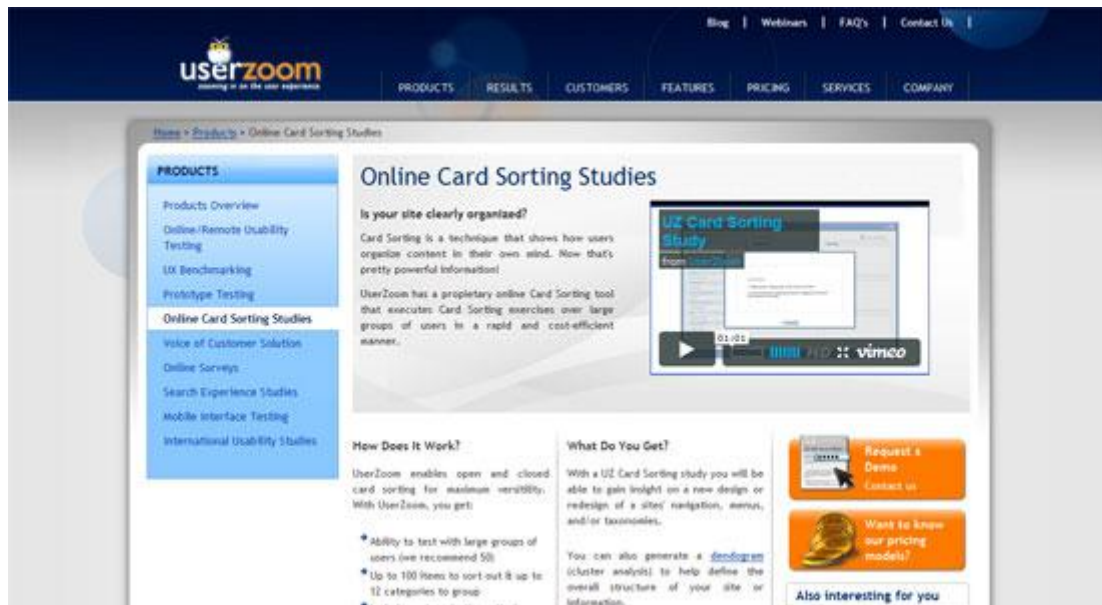 Blog | Webinars | FAQ's | Contact Us |
userzoom
zooming in on the user experience
PRODUCTS RESULTS CUSTOMERS FEATURES PRICING SERVICES COMPANY
Home • Products • Online Card Sorting Studies
PRODUCTS
Products Overview
Online/Remote Usability
Testing
UX Benchmarking
Prototype Testing
Online Card Sorting Studies
Voice of Customer Solution
Online Surveys
Search Experience Studies
Mobile Interface Testing
International Usability Studies
Online Card Sorting Studies
Is your site clearly organized?
Card Sorting is a technique that shows how users
organize content in their own mind. Now that's
pretty powerful information!
UserZoom has a propietary online Card Sorting tool
that executes Card Sorting exercises over large
groups of users in a rapid and cost-efficient
manner.
UZ Card Sorting
Study
from UserZoom
01:01
HD vimeo
How Does It Work?
UserZoom enables open and closed
card sorting for maximum versitility.
With UserZoom, you get:
Ability to test with large groups of
users (we recommend 50)
Up to 100 items to sort out & up to
12 categories to group
What Do You Get?
With a UZ Card Sorting study you will be
able to gain insight on a new design or
redesign of a sites' navigation, menus,
and/or taxonomies.
You can also generate a dendogram
(cluster analysis) to help define the
overall structure of your site or
information.
Request a
Demo
Contact us
Want to know
our pricing
models?
Also interesting for you